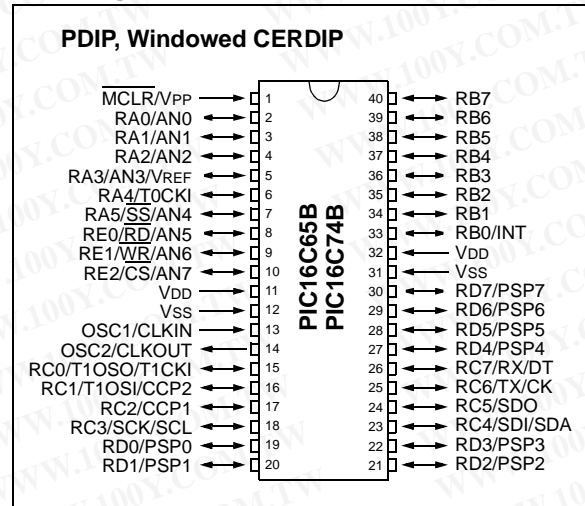 PDIP, Windowed CERDIP
MCLR/VPP 1 40 RB7
RA0/AN0 2 39 RB6
RA1/AN1 3 38 RB5
RA2/AN2 4 37 RB4
RA3/AN3/VREF 5 36 RB3
RA4/T0CKI 6 35 RB2
RA5/SS/AN4 7 34 RB1
RE0/RD/AN5 8 33 RB0/INT
RE1/WR/AN6 9 32 VDD
RE2/CS/AN7 10 31 VSS
VDD 11 30 RD7/PSP7
VSS 12 29 RD6/PSP6
OSC1/CLKIN 13 28 RD5/PSP5
OSC2/CLKOUT 14 27 RD4/PSP4
RC0/T1OSO/T1CKI 15 26 RC7/RX/DT
RC1/T1OSI/CCP2 16 25 RC6/TX/CK
RC2/CCP1 17 24 RC5/SDO
RC3/SCK/SCL 18 23 RC4/SDI/SDA
RD0/PSP0 19 22 RD3/PSP3
RD1/PSP1 20 21 RD2/PSP2
PIC16C65B
PIC16C74B
WWW.100Y.COM.TW